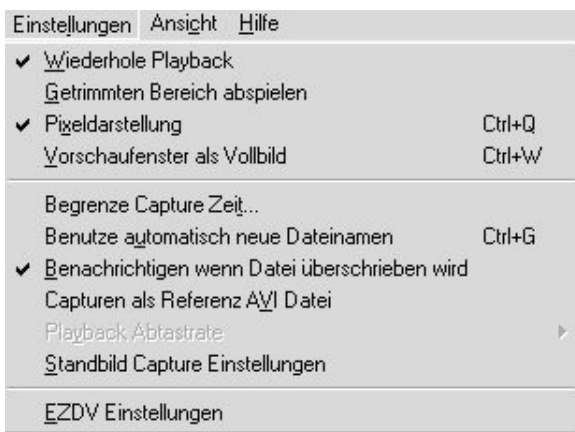 Einstellungen Ansicht Hilfe
Wiederhole Playback
Getrimmten Bereich abspielen
Pixeldarstellung Ctrl+Q
Vorschaufenster als Vollbild Ctrl+W
Begrenze Capture Zeit...
Benutze automatisch neue Dateinamen Ctrl+G
Benachrichtigen wenn Datei überschrieben wird
Capturen als Referenz AVI Datei
Playback Abtastrate
Standbild Capture Einstellungen
EZDV Einstellungen